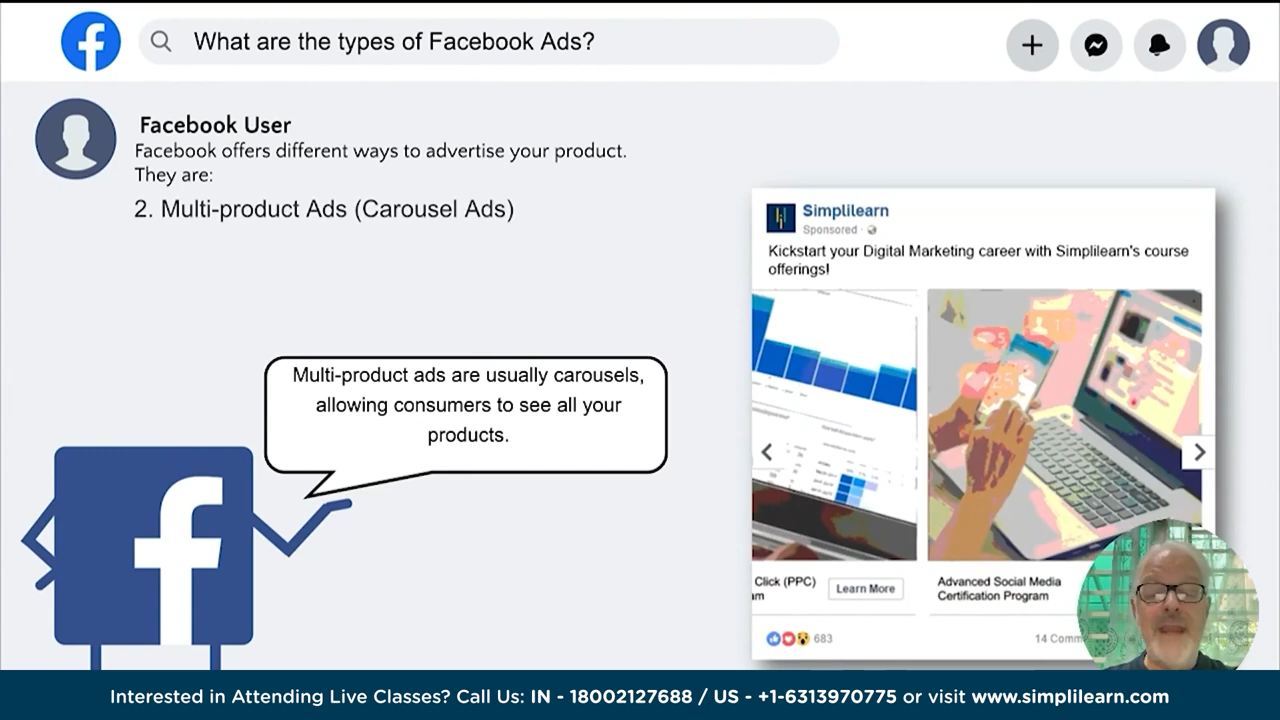 What are the types of Facebook Ads?
Facebook User
Facebook offers different ways to advertise your product.
They are:
2. Multi-product Ads (Carousel Ads)
Multi-product ads are usually carousels,
allowing consumers to see all your
products.
Simplilearn
Sponsored ·
Kickstart your Digital Marketing career with Simplilearn's course
offerings!
Click (PPC)
Learn More
Advanced Social Media
Certification Program
683
14
Interested in Attending Live Classes? Call Us: IN - 18002127688 / US - +1-6313970775 or visit www.simplilearn.com